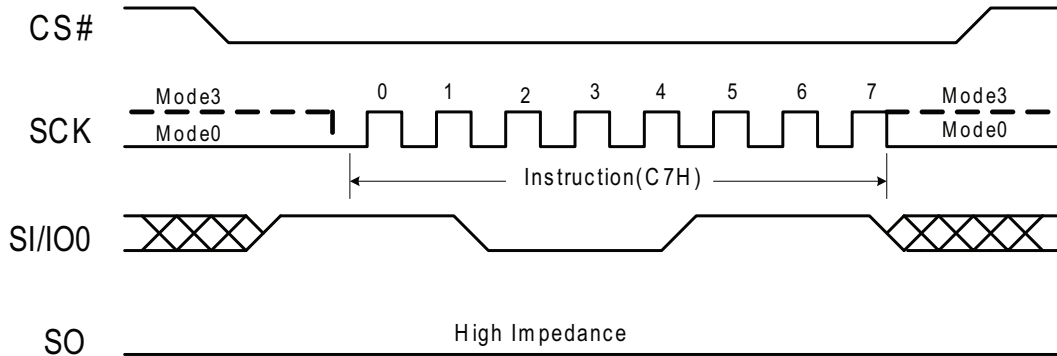 CS#
0 1 2 3 4 5 6 7
Mode3 Mode3
SCK
Mode0 Mode0
Instruction(C7H)
SI/IO0
High Impedance
SO